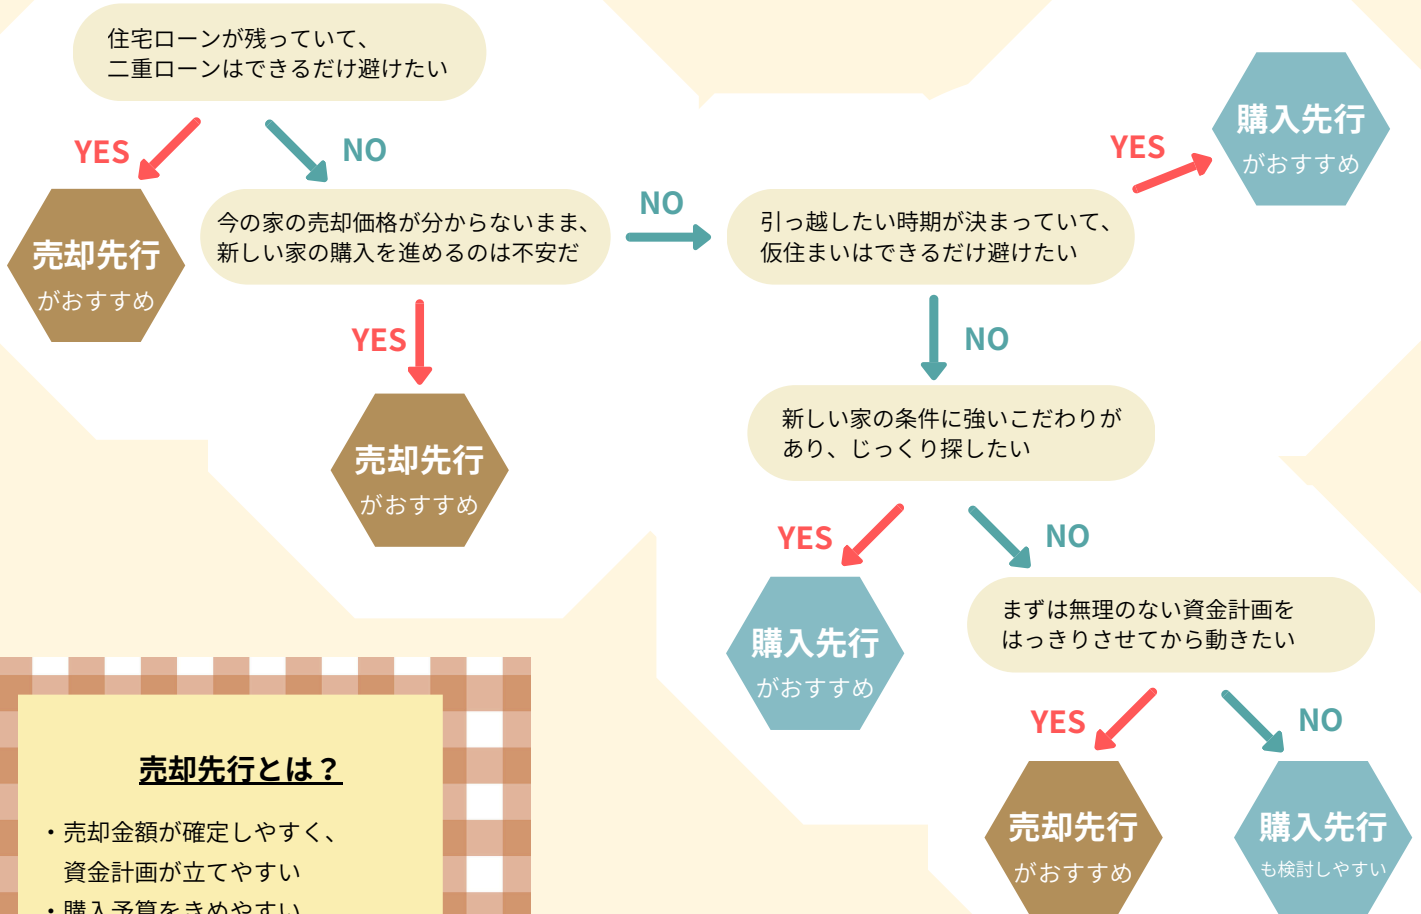 住宅ローンが残っていて、
二重ローンはできるだけ避けたい
YES
NO
売却先行
がおすすめ
今の家の売却価格が分からないまま、
新しい家の購入を進めるのは不安だ
NO
YES
売却先行
がおすすめ
引っ越したい時期が決まっていて、
仮住まいはできるだけ避けたい
YES
購入先行
がおすすめ
NO
新しい家の条件に強いこだわりが
あり、じっくり探したい
YES
NO
購入先行
がおすすめ
まずは無理のない資金計画を
はっきりさせてから動きたい
YES
NO
売却先行
がおすすめ
購入先行
も検討しやすい
売却先行とは？
・売却金額が確定しやすく、
資金計画が立てやすい
・購入予算をきめやすい